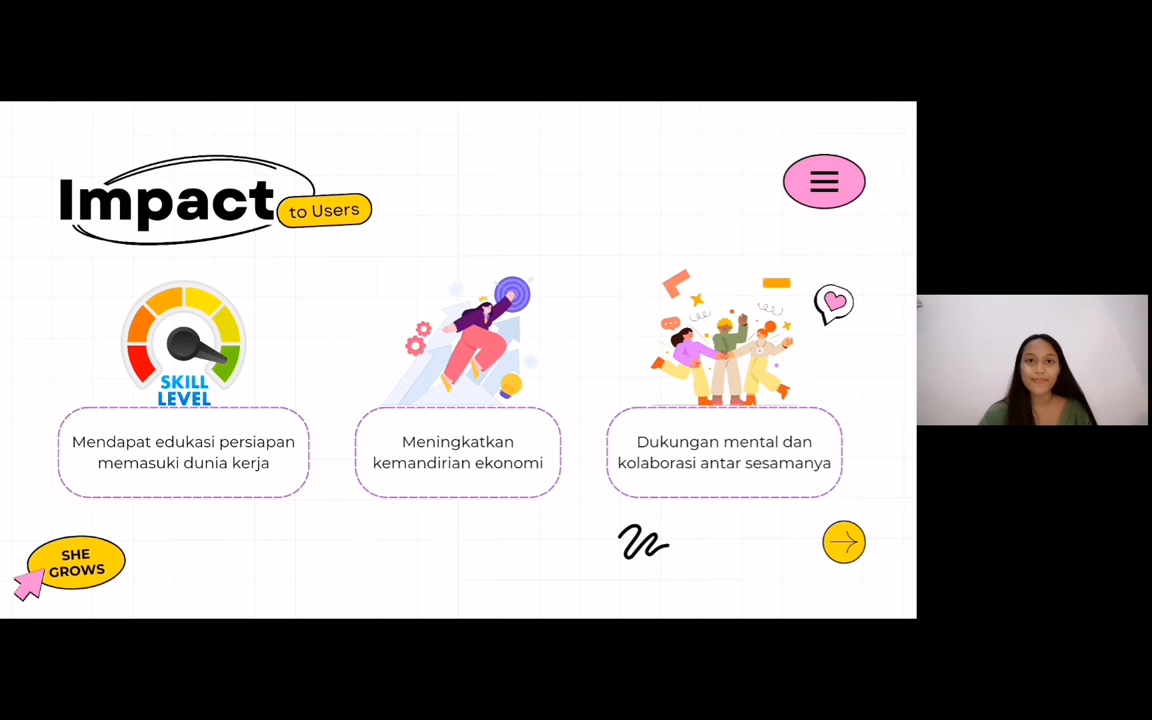 Impact
to Users
SKILL
LEVEL
Mendapat edukasi persiapan
memasuki dunia kerja
Meningkatkan
kemandirian ekonomi
Dukungan mental dan
kolaborasi antar sesamanya
SHE
GROWS